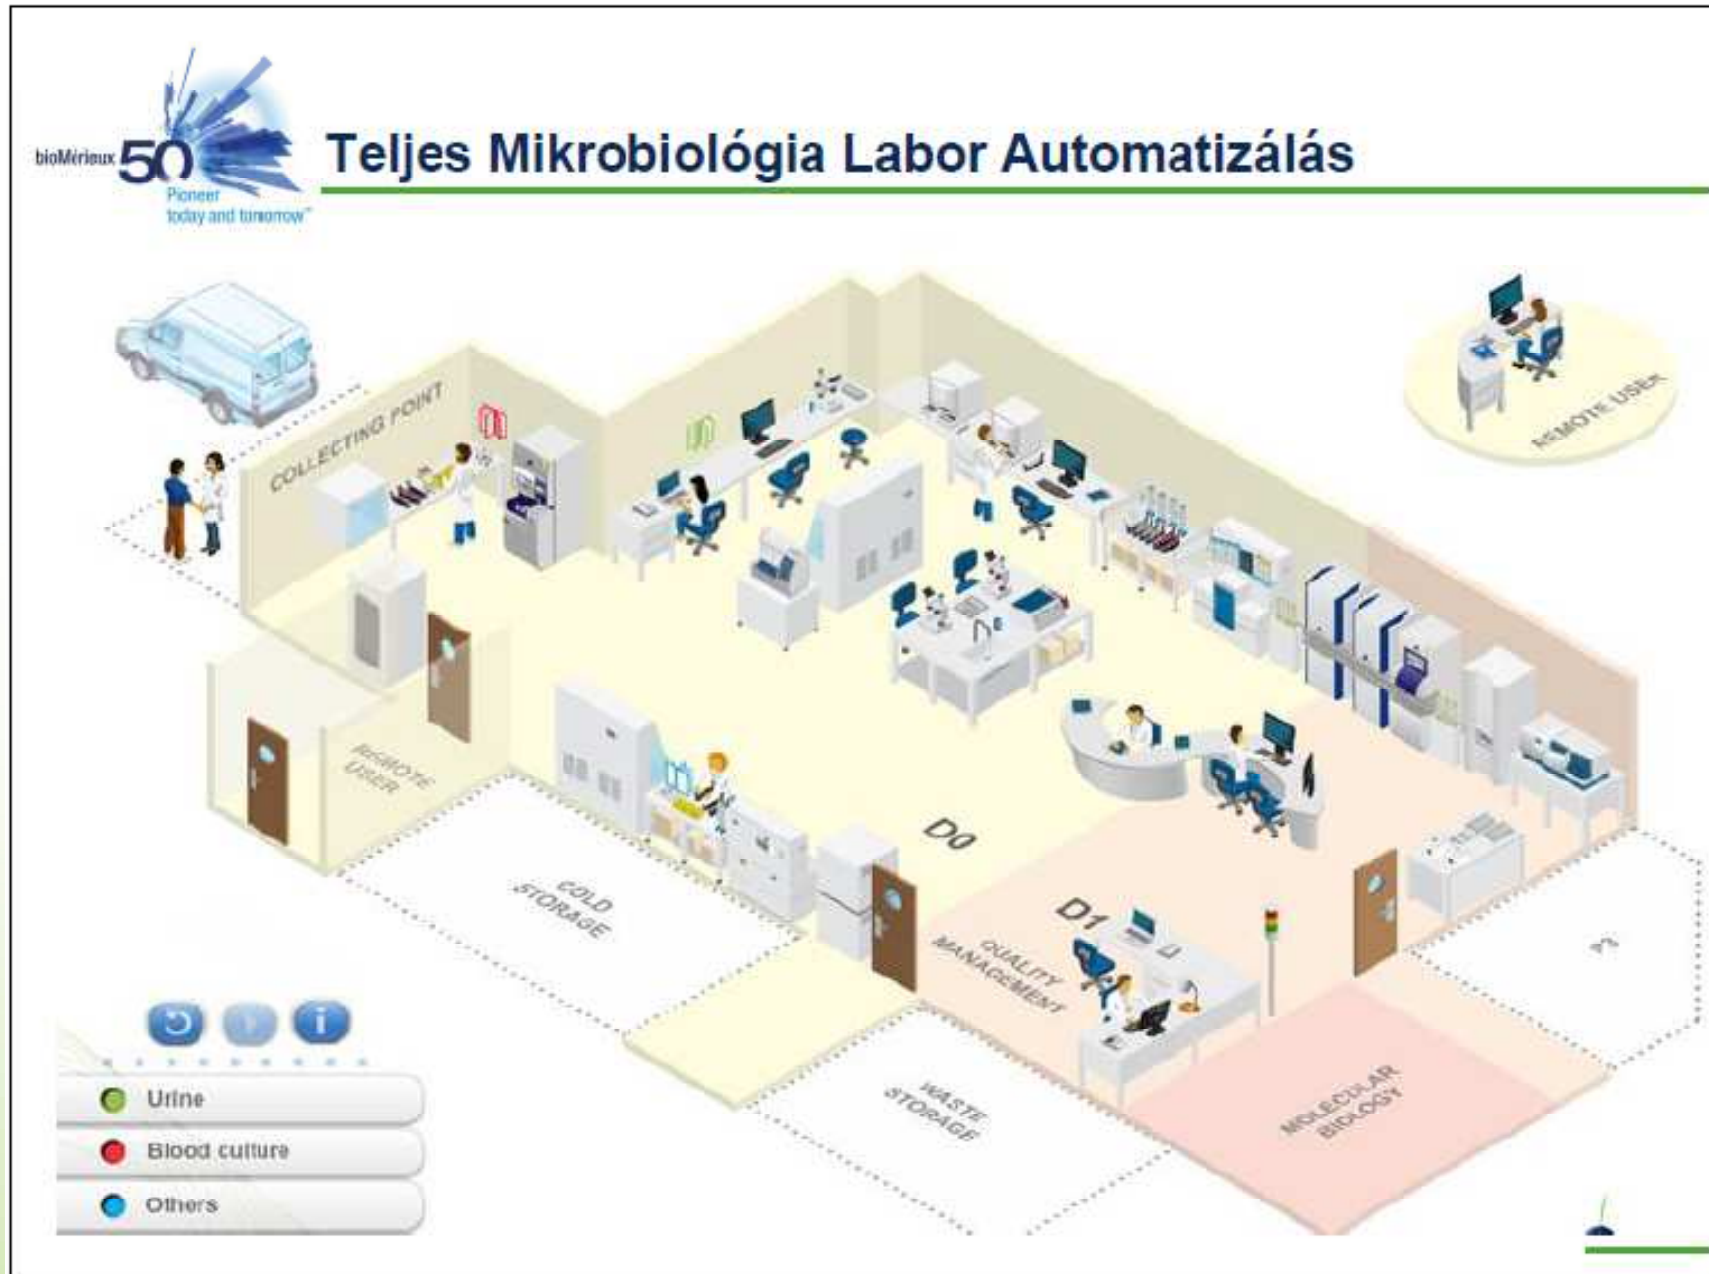 bioMérieux 50
Pioneer
today and tomorrow™
Teljes Mikrobiológia Labor Automatizálás
COLLECTING POINT
REMOTE USER
REMOTE
USER
COLD
STORAGE
D0
D1
QUALITY
MANAGEMENT
WASTE
STORAGE
MOLECULAR
BIOLOGY
P3
i
Urine
Blood culture
Others